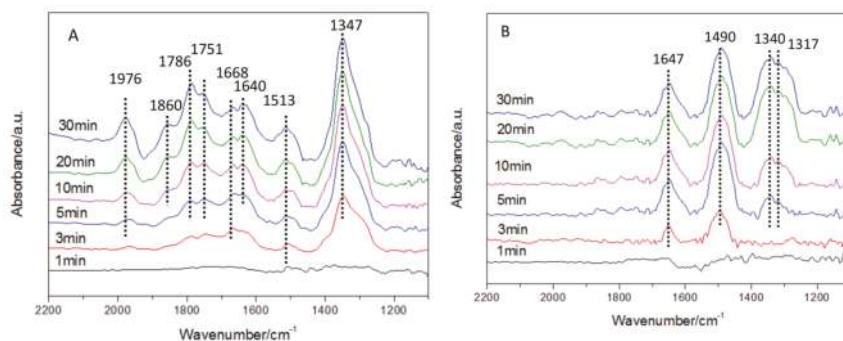 A
1976
1860
1786
1751
1668
1640
1513
1347
30min
20min
10min
5min
3min
1min
Absorbance/a.u.
2200 2000 1800 1600 1400 1200
Wavenumber/cm⁻¹
B
1647
1490
1340
1317
30min
20min
10min
5min
3min
1min
Absorbance/a.u.
2200 2000 1800 1600 1400 1200
Wavenumber/cm⁻¹